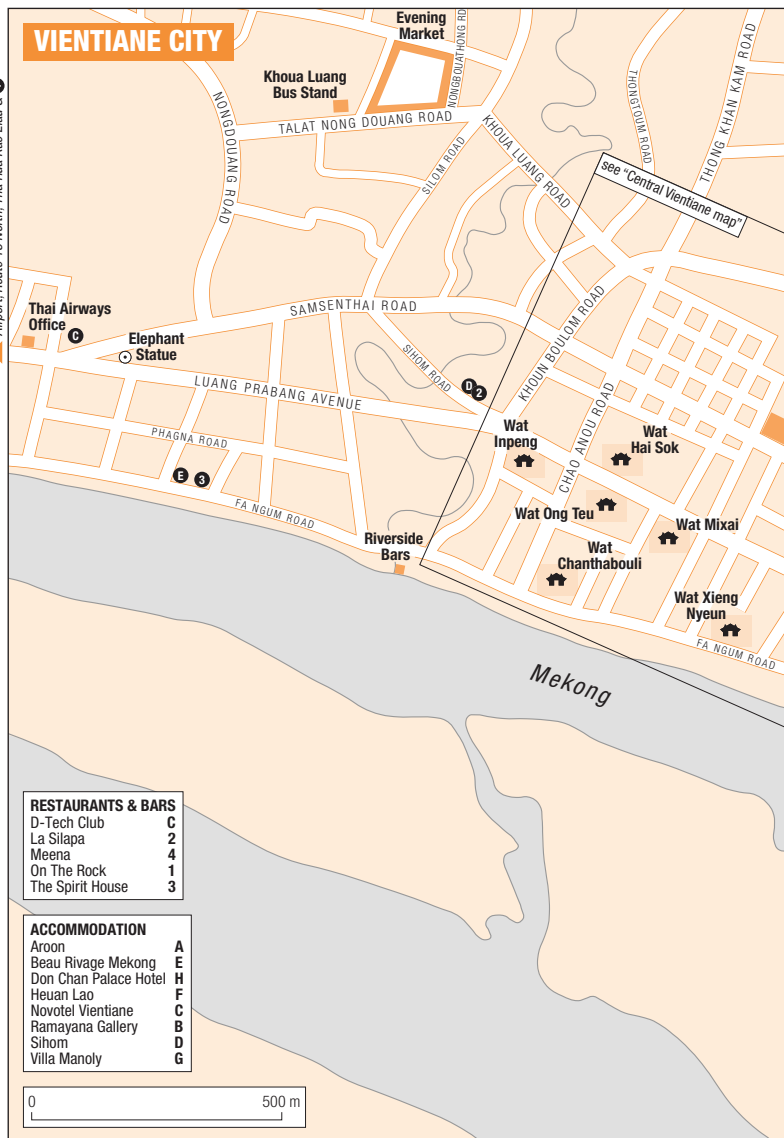 VIENTIANE CITY
Evening
Market
NONGBOUATHONG RD
Khoua Luang
Bus Stand
TALAT NONG DOUANG ROAD
NONGDOUANG ROAD
SILOM ROAD
KHOUA LUANG ROAD
THONGTOUM ROAD
THONG KHAN KAM ROAD
see “Central Vientiane map”
Thai Airways
Office
C
Elephant
Statue
SAMSENTHAI ROAD
SIHOM ROAD
KHOUN BOULOM ROAD
D
2
LUANG PRABANG AVENUE
PHAGNA ROAD
E
3
FA NGUM ROAD
CHAO ANOU ROAD
Wat
Inpeng
Wat
Hai Sok
Wat Ong Teu
Wat Mixai
Riverside
Bars
Wat
Chanthabouli
Wat Xieng
Nyeun
FA NGUM ROAD
Mekong
RESTAURANTS & BARS
D-Tech Club C
La Silapa 2
Meena 4
On The Rock 1
The Spirit House 3
ACCOMMODATION
Aroon A
Beau Rivage Mekong E
Don Chan Palace Hotel H
Heuan Lao F
Novotel Vientiane C
Ramayana Gallery B
Sihom D
Villa Manoly G
0 500 m